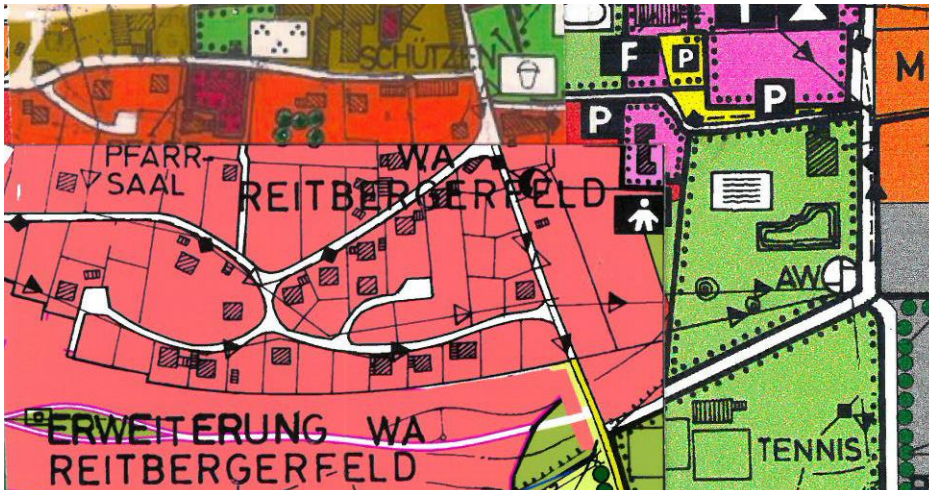 SCHÜTZEN
T
F
P
P
P
M
PFARR-
SAAL
WA
REITBERGERFELD
AW
ERWEITERUNG WA
REITBERGERFELD
TENNIS